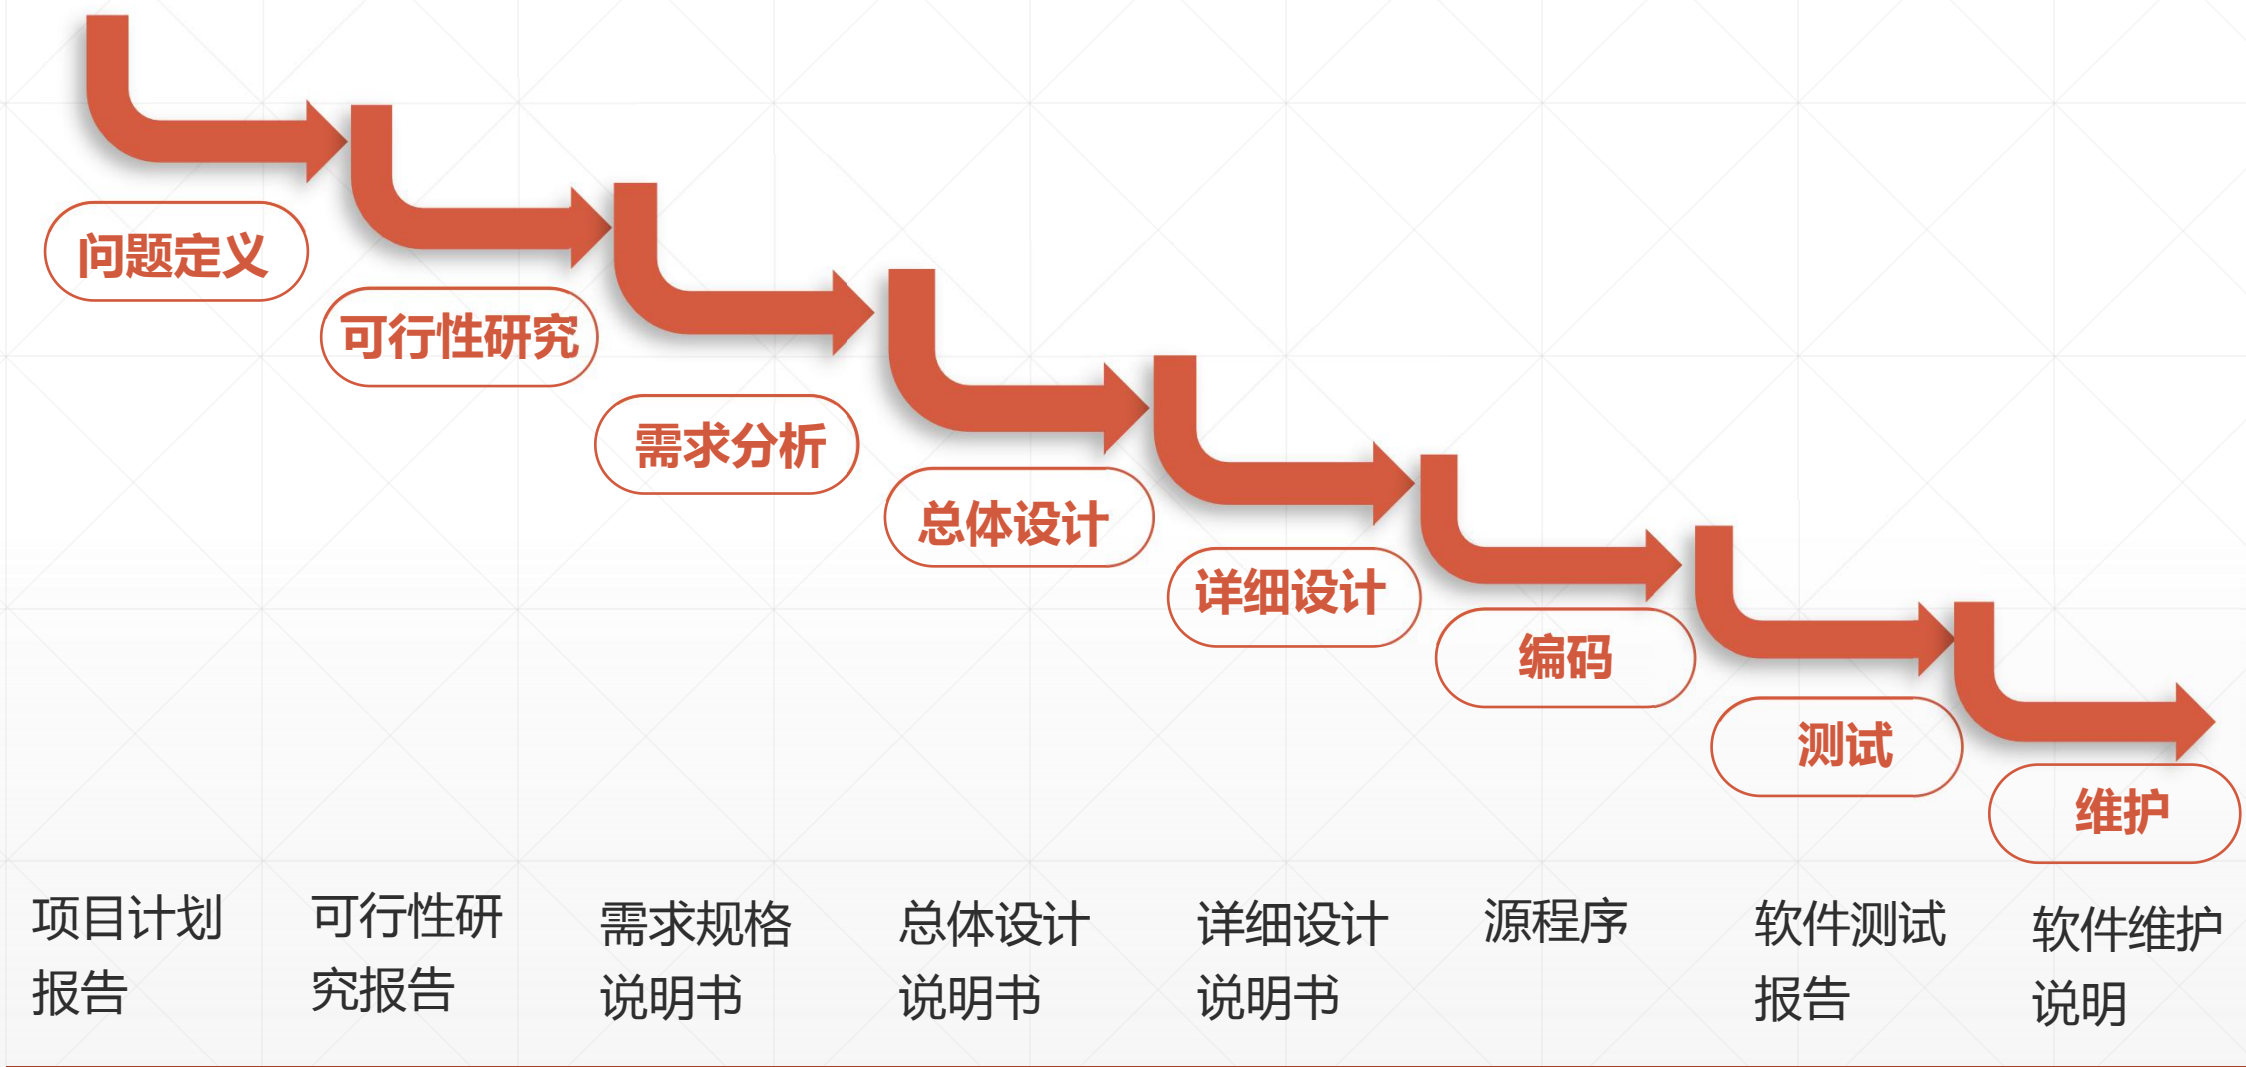 问题定义
可行性研究
需求分析
总体设计
详细设计
编码
测试
维护
项目计划
报告
可行性研
究报告
需求规格
说明书
总体设计
说明书
详细设计
说明书
源程序
软件测试
报告
软件维护
说明